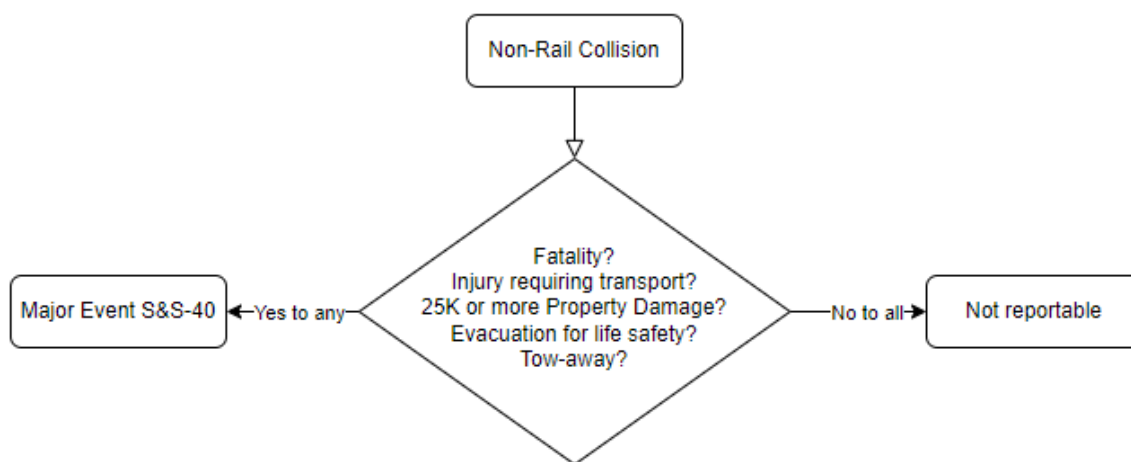 Non-Rail Collision
Fatality?
Injury requiring transport?
25K or more Property Damage?
Evacuation for life safety?
Tow-away?
Major Event S&S-40
Yes to any
No to all
Not reportable